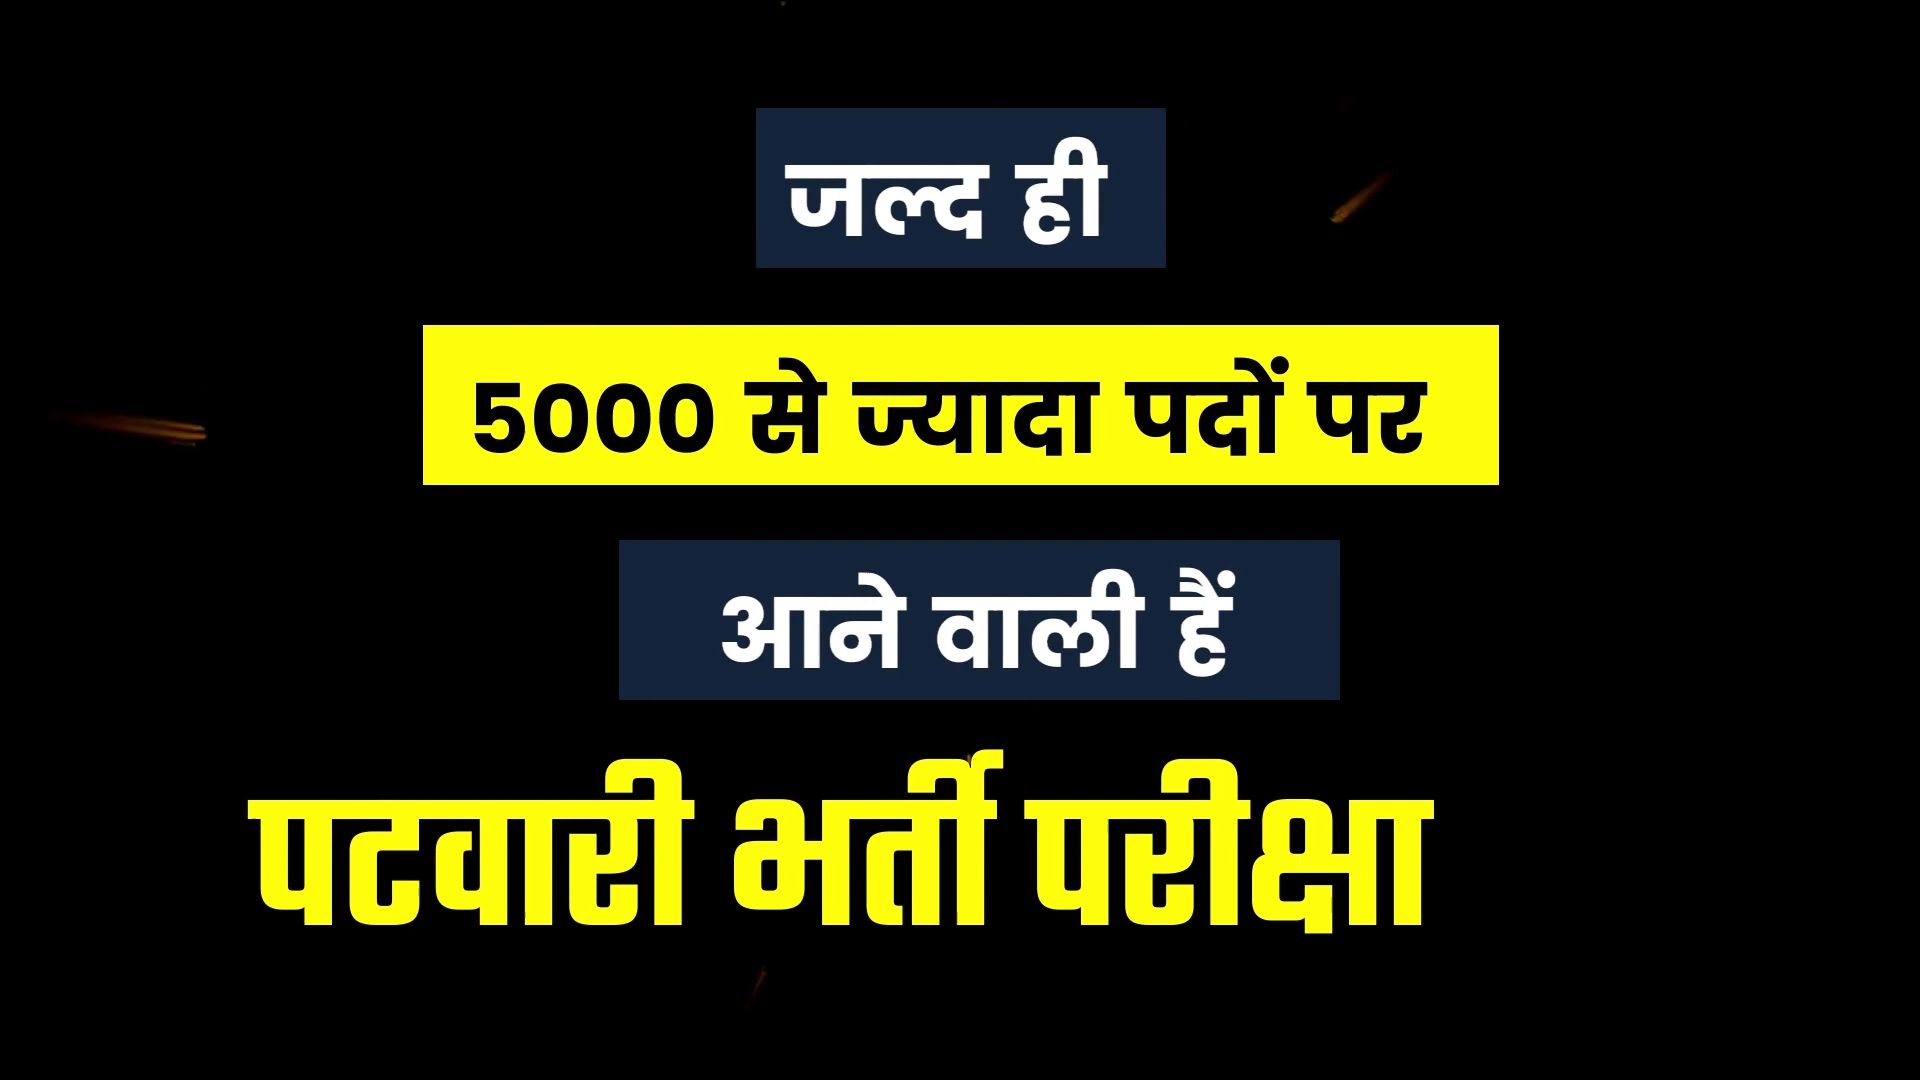 जल्द ही
5000 से ज्यादा पदों पर
आने वाली हैं
पटवारी भर्ती परीक्षा